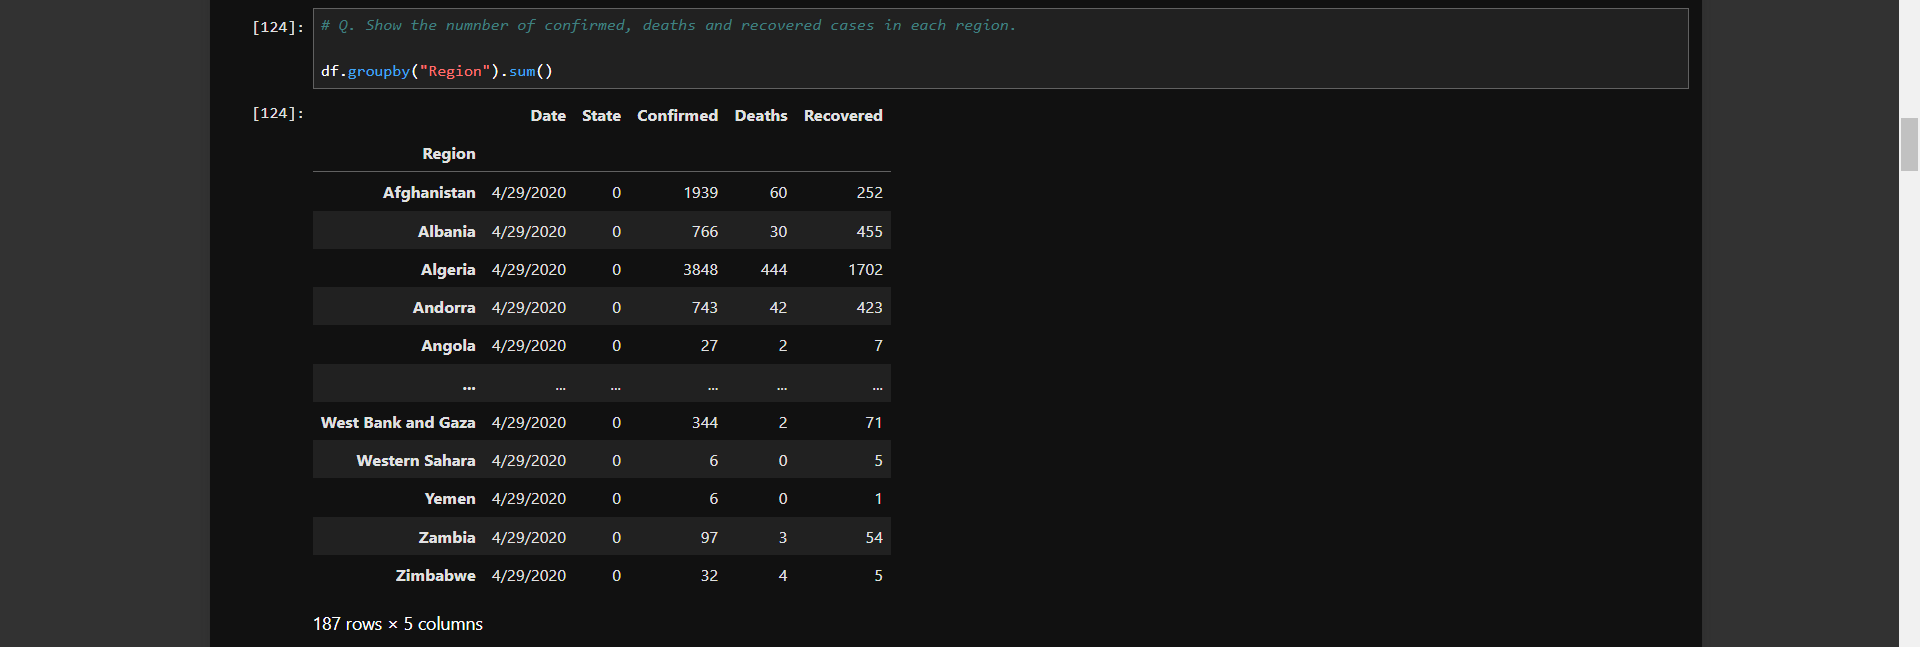 [124]: # Q. Show the numnber of confirmed, deaths and recovered cases in each region.
df.groupby("Region").sum()
[124]: Date State Confirmed Deaths Recovered
Region
Afghanistan 4/29/2020 0 1939 60 252
Albania 4/29/2020 0 766 30 455
Algeria 4/29/2020 0 3848 444 1702
Andorra 4/29/2020 0 743 42 423
Angola 4/29/2020 0 27 2 7
... ... ... ... ... ...
West Bank and Gaza 4/29/2020 0 344 2 71
Western Sahara 4/29/2020 0 6 0 5
Yemen 4/29/2020 0 6 0 1
Zambia 4/29/2020 0 97 3 54
Zimbabwe 4/29/2020 0 32 4 5
187 rows × 5 columns